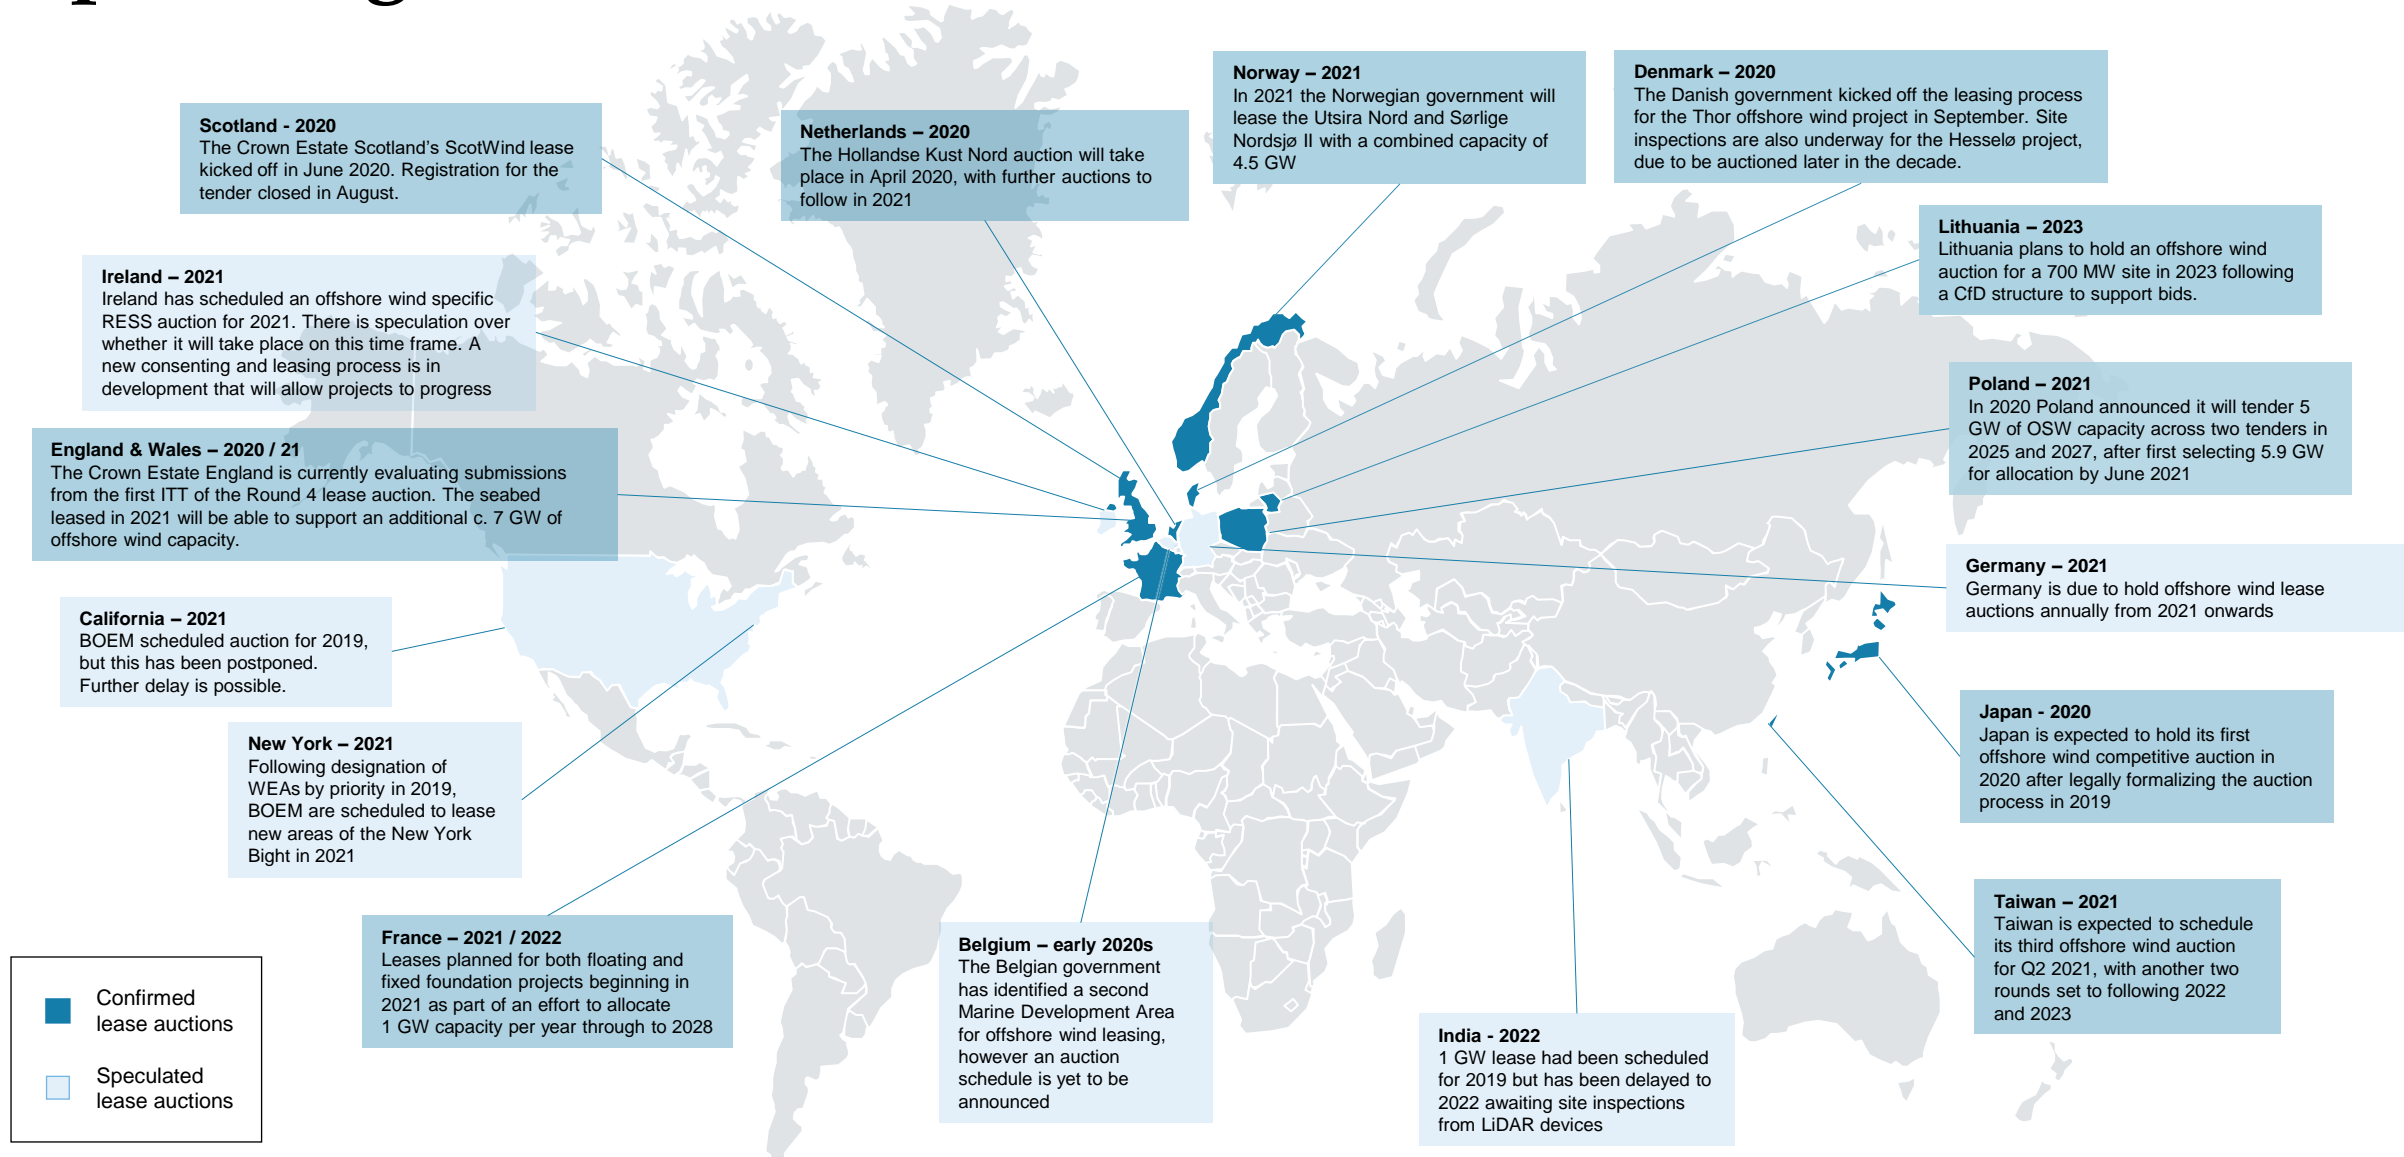 Scotland - 2020
The Crown Estate Scotland's ScotWind lease
kicked off in June 2020. Registration for the
tender closed in August.
Netherlands – 2020
The Hollandse Kust Nord auction will take
place in April 2020, with further auctions to
follow in 2021
Norway – 2021
In 2021 the Norwegian government will
lease the Utsira Nord and Sørlige
Nordsjø II with a combined capacity of
4.5 GW
Denmark – 2020
The Danish government kicked off the leasing process
for the Thor offshore wind project in September. Site
inspections are also underway for the Hesselø project,
due to be auctioned later in the decade.
Lithuania – 2023
Lithuania plans to hold an offshore wind
auction for a 700 MW site in 2023 following
a CfD structure to support bids.
Ireland – 2021
Ireland has scheduled an offshore wind specific
RESS auction for 2021. There is speculation over
whether it will take place on this time frame. A
new consenting and leasing process is in
development that will allow projects to progress
Poland – 2021
In 2020 Poland announced it will tender 5
GW of OSW capacity across two tenders in
2025 and 2027, after first selecting 5.9 GW
for allocation by June 2021
England & Wales – 2020 / 21
The Crown Estate England is currently evaluating submissions
from the first ITT of the Round 4 lease auction. The seabed
leased in 2021 will be able to support an additional c. 7 GW of
offshore wind capacity.
Germany – 2021
Germany is due to hold offshore wind lease
auctions annually from 2021 onwards
California – 2021
BOEM scheduled auction for 2019,
but this has been postponed.
Further delay is possible.
Japan - 2020
Japan is expected to hold its first
offshore wind competitive auction in
2020 after legally formalizing the auction
process in 2019
New York – 2021
Following designation of
WEAs by priority in 2019,
BOEM are scheduled to lease
new areas of the New York
Bight in 2021
Taiwan – 2021
Taiwan is expected to schedule
its third offshore wind auction
for Q2 2021, with another two
rounds set to following 2022
and 2023
France – 2021 / 2022
Leases planned for both floating and
fixed foundation projects beginning in
2021 as part of an effort to allocate
1 GW capacity per year through to 2028
Belgium – early 2020s
The Belgian government
has identified a second
Marine Development Area
for offshore wind leasing,
however an auction
schedule is yet to be
announced
India - 2022
1 GW lease had been scheduled
for 2019 but has been delayed to
2022 awaiting site inspections
from LiDAR devices
Confirmed
lease auctions
Speculated
lease auctions